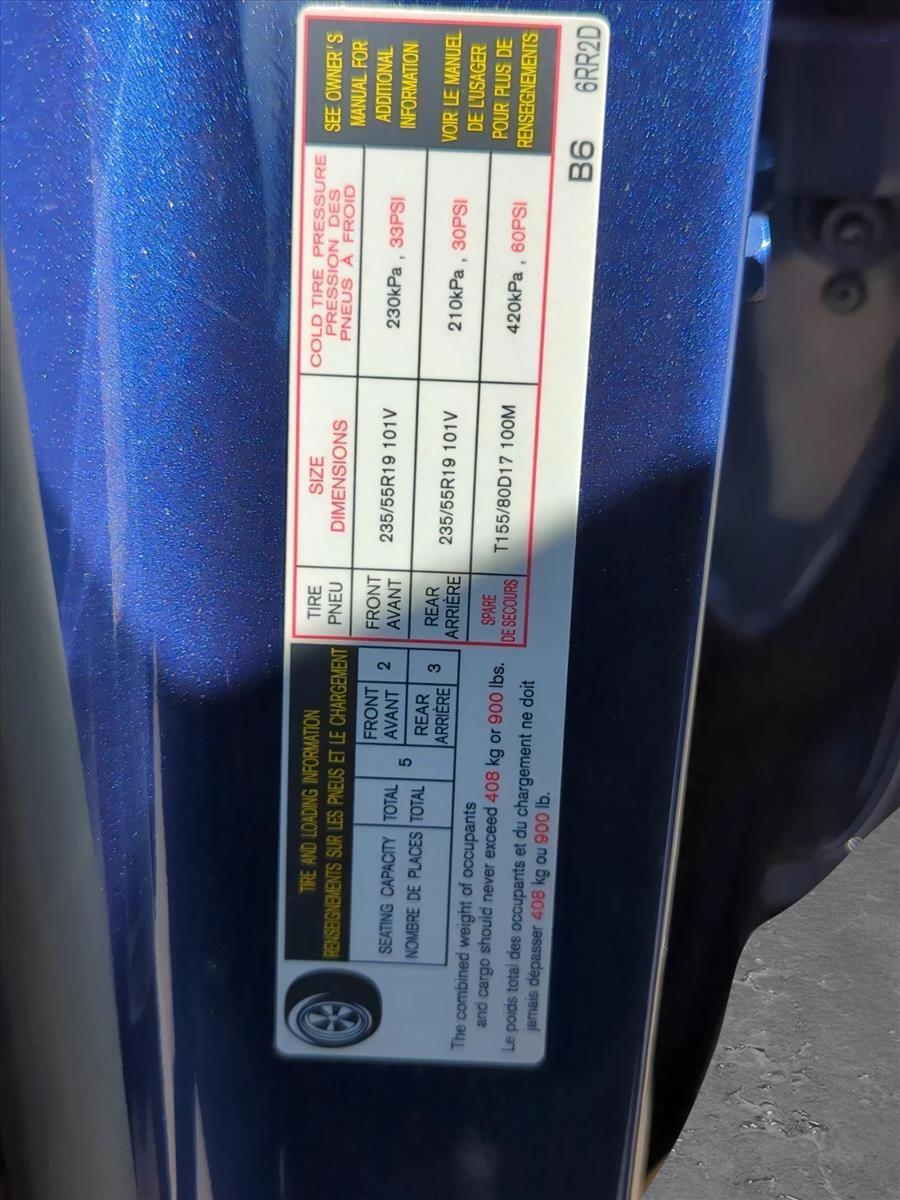 TIRE AND LOADING INFORMATION
RENSEIGNEMENTS SUR LES PNEUS ET LE CHARGEMENT
SEATING CAPACITY
NOMBRE DE PLACES
TOTAL
TOTAL
5
FRONT
AVANT
2
REAR
ARRIÈRE
3
The combined weight of occupants
and cargo should never exceed 408 kg or 900 lbs.
Le poids total des occupants et du chargement ne doit
jamais dépasser 408 kg ou 900 lb.
TIRE
PNEU
SIZE
DIMENSIONS
COLD TIRE PRESSURE
PRESSION DES
PNEUS À FROID
FRONT
AVANT
235/55R19 101V
230kPa , 33PSI
REAR
ARRIÈRE
235/55R19 101V
210kPa , 30PSI
SPARE
DE SECOURS
T155/80D17 100M
420kPa , 60PSI
SEE OWNER'S
MANUAL FOR
ADDITIONAL
INFORMATION
VOIR LE MANUEL
DE L'USAGER
POUR PLUS DE
RENSEIGNEMENTS
B6 6RR2D